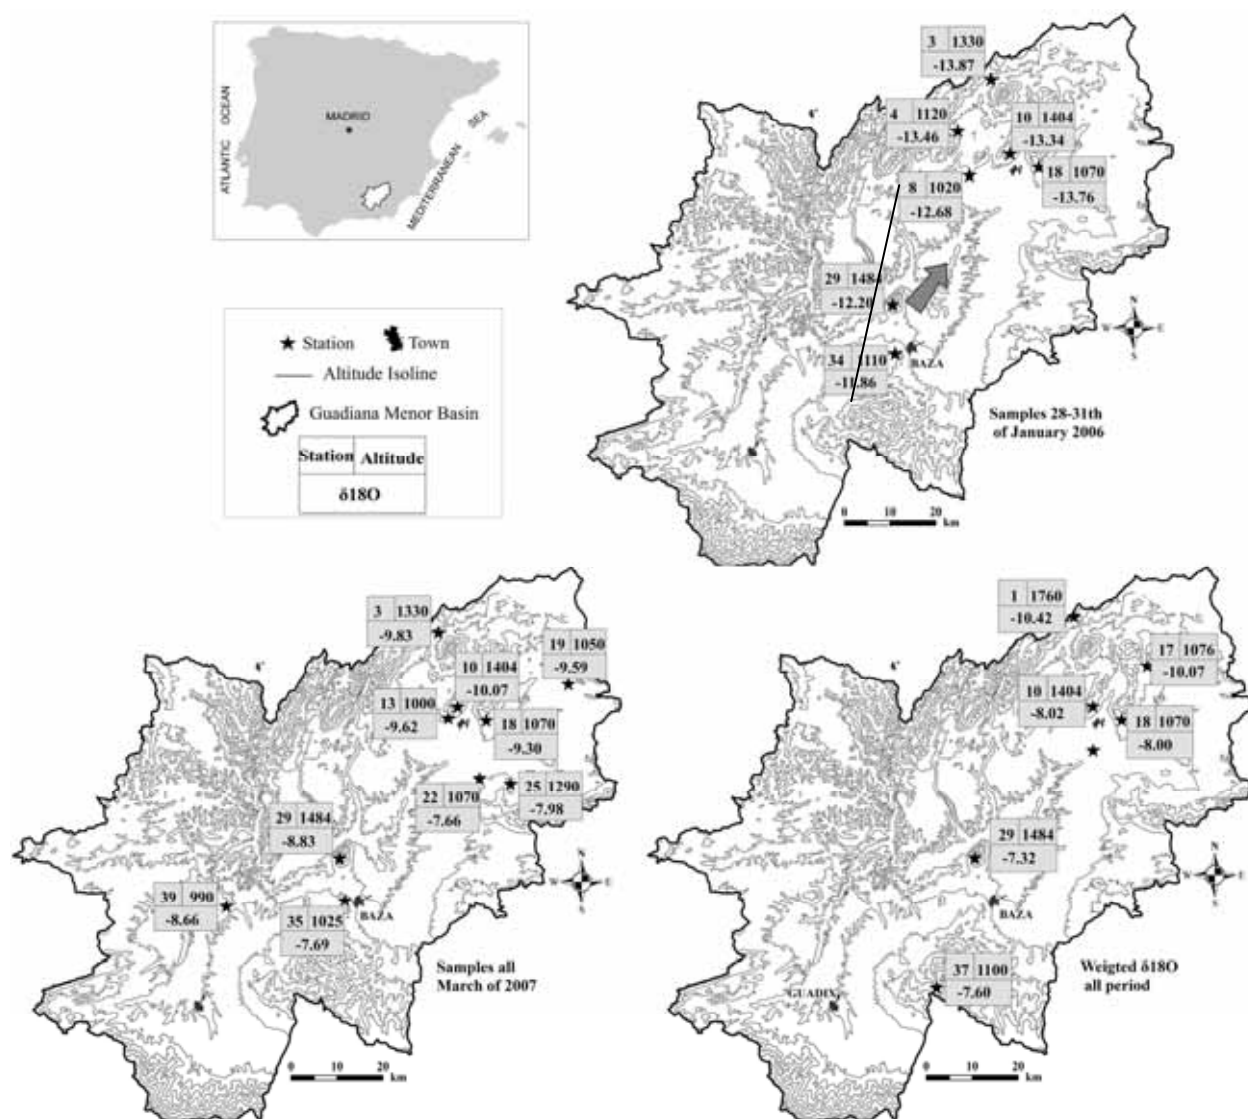 ATLANTIC OCEAN
MADRID
MEDITERRANEAN SEA
Station Town
Altitude Isoline
Guadiana Menor Basin
Station Altitude
δ18O
3 1330
-13.87
4 1120
-13.46
10 1404
-13.34
18 1070
-13.76
8 1020
-12.68
29 1484
-12.20
34 1110
-11.86
BAZA
N
W E
S
Samples 28-31th
of January 2006
0 10 20
km
3 1330
-9.83
19 1050
-9.59
10 1404
-10.07
13 1000
-9.62
18 1070
-9.30
22 1070
-7.66
25 1290
-7.98
29 1484
-8.83
39 990
-8.66
35 1025
-7.69
BAZA
N
W E
S
Samples all
March of 2007
0 10 20
km
1 1760
-10.42
17 1076
-10.07
10 1404
-8.02
18 1070
-8.00
29 1484
-7.32
BAZA
37 1100
-7.60
GUADIX
N
W E
S
Weigted δ18O
all period
0 10 20
km